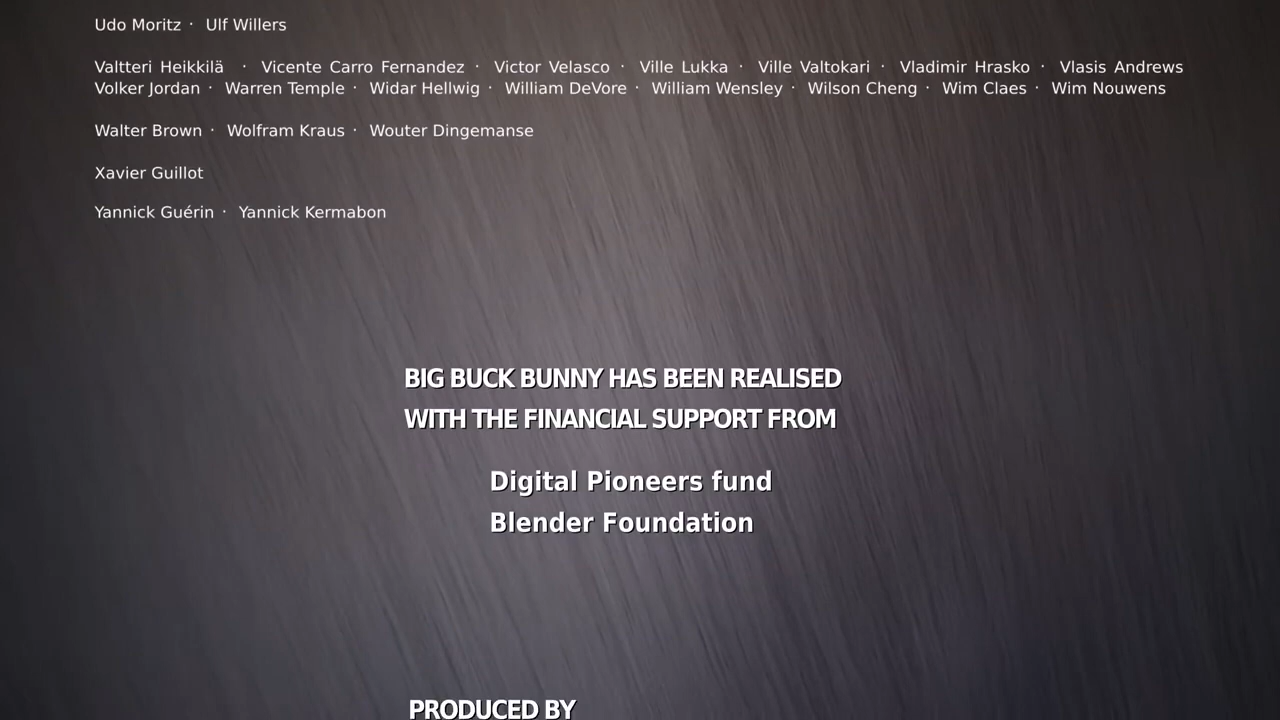 Udo Moritz · Ulf Willers
Valtteri Heikkilä · Vicente Carro Fernandez · Victor Velasco · Ville Lukka · Ville Valtokari · Vladimir Hrasko · Vlasis Andrews
Volker Jordan · Warren Temple · Widar Hellwig · William DeVore · William Wensley · Wilson Cheng · Wim Claes · Wim Nouwens
Walter Brown · Wolfram Kraus · Wouter Dingemanse
Xavier Guillot
Yannick Guérin · Yannick Kermabon
BIG BUCK BUNNY HAS BEEN REALISED
WITH THE FINANCIAL SUPPORT FROM
Digital Pioneers fund
Blender Foundation
PRODUCED BY